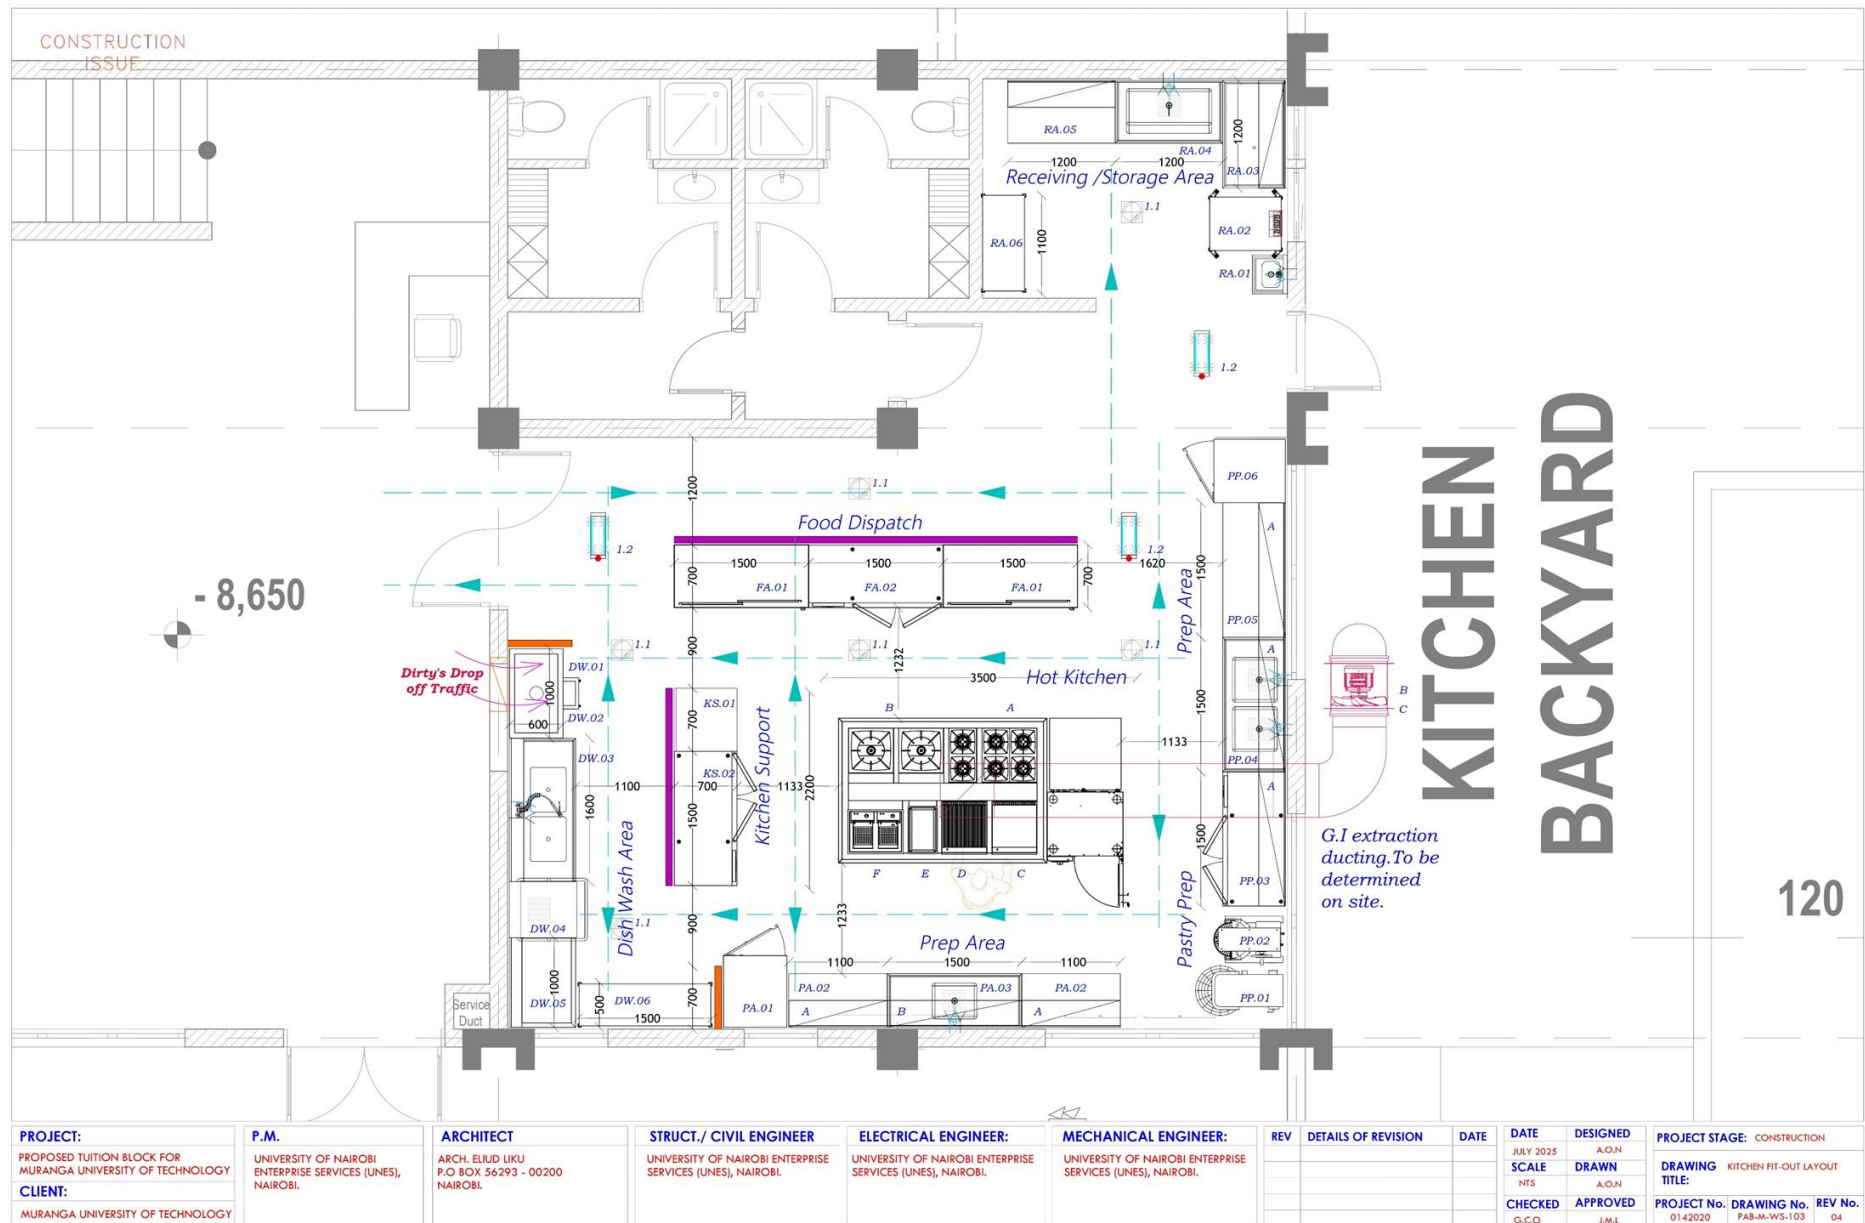 CONSTRUCTION
ISSUE
RA.05
RA.04
RA.03
1200
1200
1200
Receiving /Storage Area
1.1
RA.06
1100
RA.02
RA.01
1.2
KITCHEN
BACKYARD
- 8,650
120
1200
1.1
Food Dispatch
1.2
1.2
PP.06
A
1500
1500
1500
1620
700
700
1500
FA.01
FA.02
FA.01
Prep Area
PP.05
1.1
900
1.1
1232
1.1
A
Dirty's Drop
off Traffic
DW.01
1000
600
DW.02
KS.01
700
3500
Hot Kitchen
1500
B
A
B
C
DW.03
1600
1100
KS.02
700
1500
Kitchen Support
1133
2200
1133
PP.04
A
1500
F
E
D
C
PP.03
G.I extraction
ducting.To be
determined
on site.
Dish Wash Area
DW.04
1.1
900
1233
Prep Area
Pastry Prep
PP.02
PP.01
Service
Duct
DW.05
1000
500
DW.06
1500
700
PA.01
1100
1500
1100
PA.02
PA.03
PA.02
A
B
A
PROJECT:
PROPOSED TUITION BLOCK FOR
MURANGA UNIVERSITY OF TECHNOLOGY
CLIENT:
MURANGA UNIVERSITY OF TECHNOLOGY
P.M.
UNIVERSITY OF NAIROBI
ENTERPRISE SERVICES (UNES),
NAIROBI.
ARCHITECT
ARCH. ELIUD LIKU
P.O BOX 56293 - 00200
NAIROBI.
STRUCT./ CIVIL ENGINEER
UNIVERSITY OF NAIROBI ENTERPRISE
SERVICES (UNES), NAIROBI.
ELECTRICAL ENGINEER:
UNIVERSITY OF NAIROBI ENTERPRISE
SERVICES (UNES), NAIROBI.
MECHANICAL ENGINEER:
UNIVERSITY OF NAIROBI ENTERPRISE
SERVICES (UNES), NAIROBI.
REV DETAILS OF REVISION DATE
DATE DESIGNED
JULY 2025 A.O.N
SCALE DRAWN
NTS A.O.N
CHECKED APPROVED
G.C.O J.M.L
PROJECT STAGE: CONSTRUCTION
DRAWING KITCHEN FIT-OUT LAYOUT
TITLE:
PROJECT No. DRAWING No. REV No.
0142020 PAB-M-WS-103 04